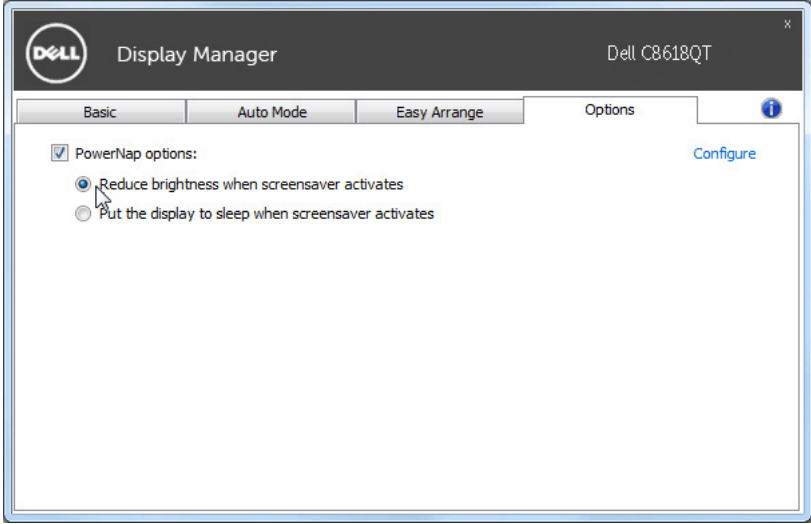 x
DELL Display Manager Dell C8618QT
Basic Auto Mode Easy Arrange Options i
PowerNap options: Configure
Reduce brightness when screensaver activates
Put the display to sleep when screensaver activates